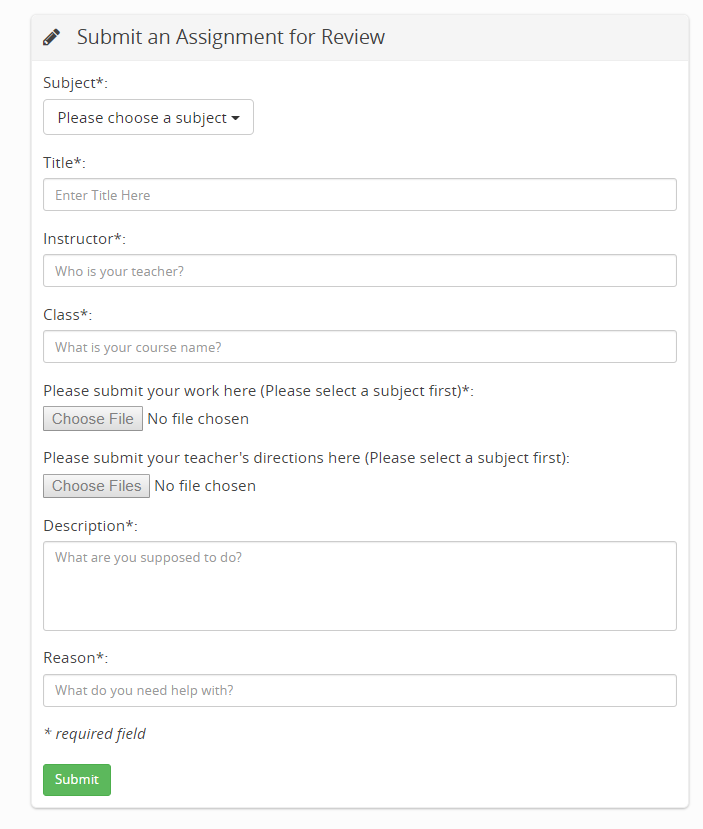 Submit an Assignment for Review
Subject*:
Please choose a subject
Title*:
Enter Title Here
Instructor*:
Who is your teacher?
Class*:
What is your course name?
Please submit your work here (Please select a subject first)*:
Choose File No file chosen
Please submit your teacher's directions here (Please select a subject first):
Choose Files No file chosen
Description*:
What are you supposed to do?
Reason*:
What do you need help with?
* required field
Submit